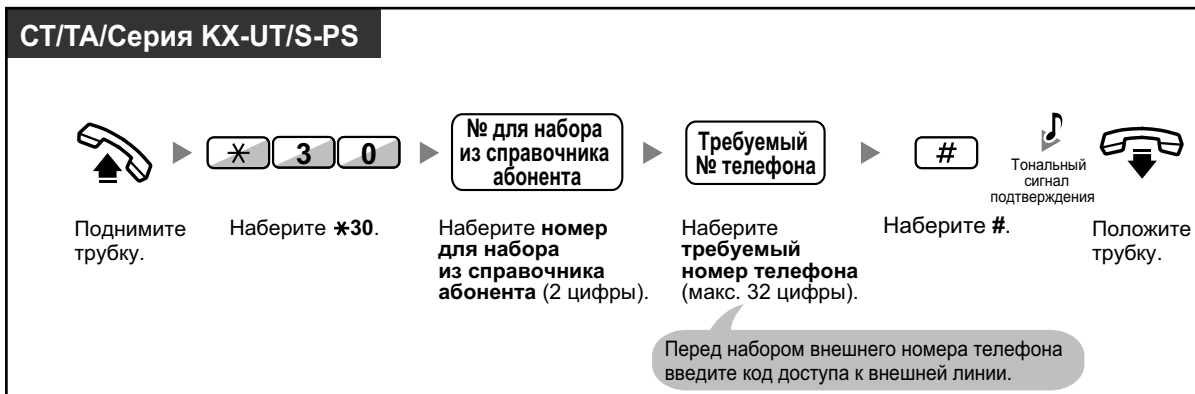 СТ/ТА/Серия KX-UT/S-PS
✳ 3 0
№ для набора
из справочника
абонента
Требуемый
№ телефона
#
Тональный
сигнал
подтверждения
Поднимите
трубку.
Наберите ✳30.
Наберите номер
для набора
из справочника
абонента (2 цифры).
Наберите
требуемый
номер телефона
(макс. 32 цифры).
Наберите #.
Положите
трубку.
Перед набором внешнего номера телефона
введите код доступа к внешней линии.